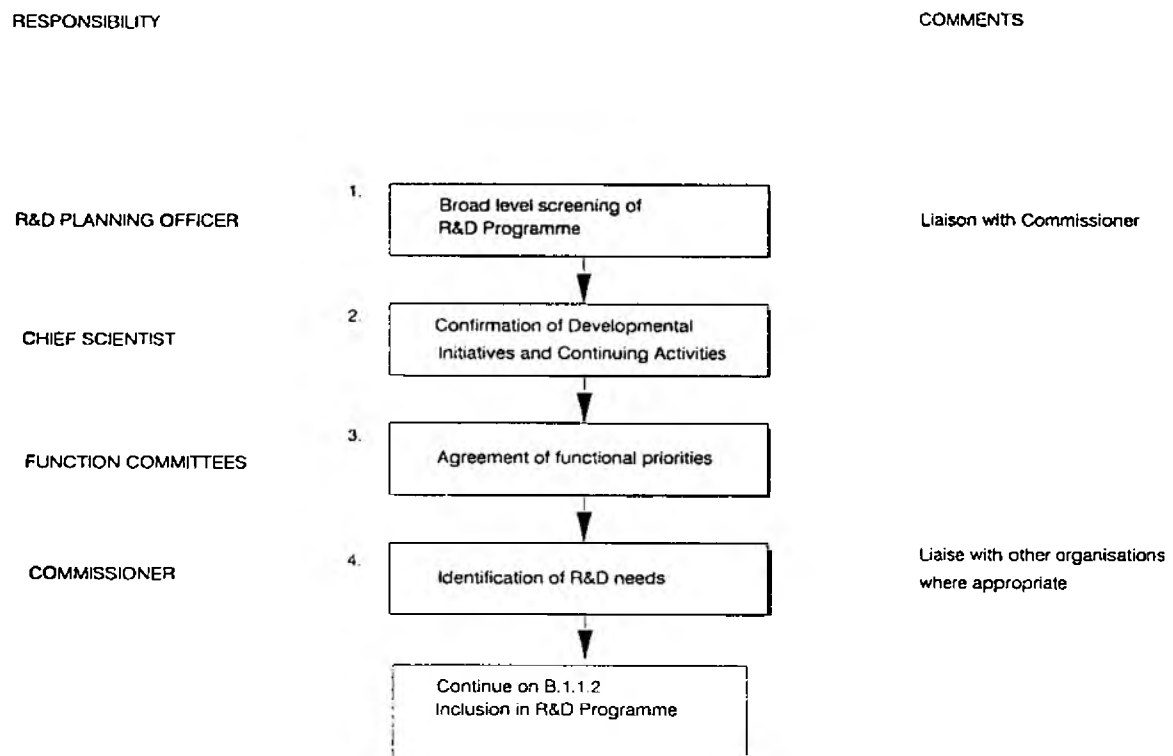 RESPONSIBILITY
COMMENTS
1.
Broad level screening of
R&D Programme
R&D PLANNING OFFICER
Liaison with Commissioner
2.
Confirmation of Developmental
Initiatives and Continuing Activities
CHIEF SCIENTIST
3.
Agreement of functional priorities
FUNCTION COMMITTEES
4.
Identification of R&D needs
COMMISSIONER
Liaise with other organisations
where appropriate
Continue on B.1.1.2
Inclusion in R&D Programme